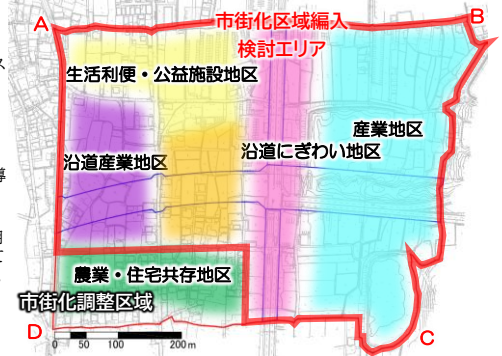 A
市街化区域編入
B
検討エリア
ス
生活利便・公益施設地区
産業地区
沿道にぎわい地区
沿道産業地区
導
農業・住宅共存地区
市街化調整区域
D
C
0 50 100 200m